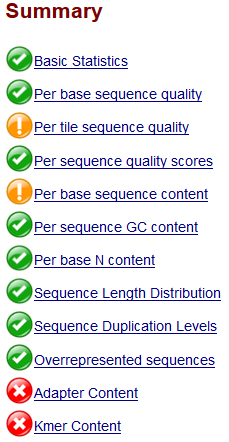 Summary
Basic Statistics
Per base sequence quality
Per tile sequence quality
Per sequence quality scores
Per base sequence content
Per sequence GC content
Per base N content
Sequence Length Distribution
Sequence Duplication Levels
Overrepresented sequences
Adapter Content
Kmer Content